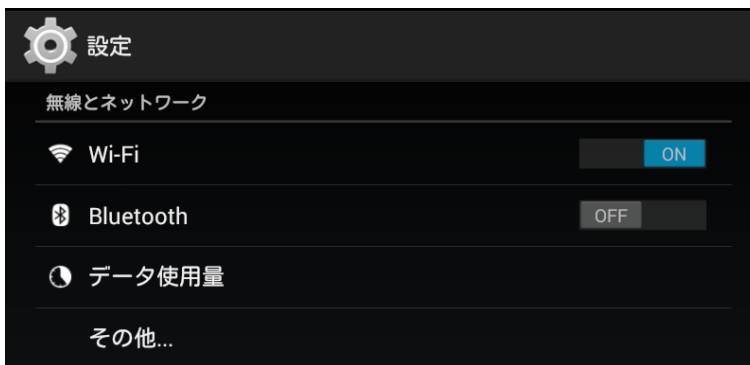 設定
無線とネットワーク
Wi-Fi ON
Bluetooth OFF
データ使用量
その他...